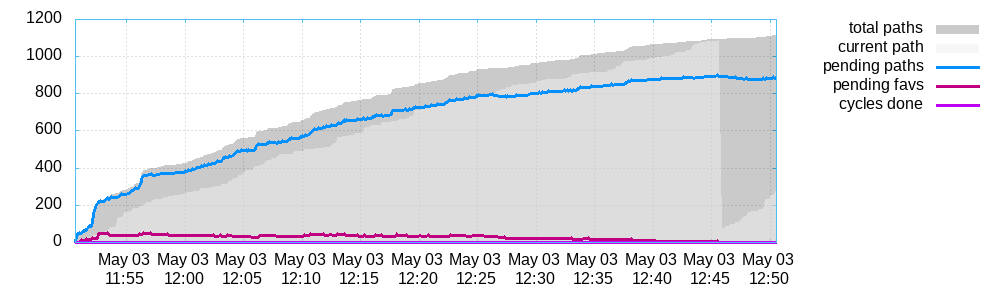 1200
1000
800
600
400
200
0
May 03 May 03 May 03 May 03 May 03 May 03 May 03 May 03 May 03 May 03 May 03 May 03
11:55 12:00 12:05 12:10 12:15 12:20 12:25 12:30 12:35 12:40 12:45 12:50
total paths
current path
pending paths
pending favs
cycles done